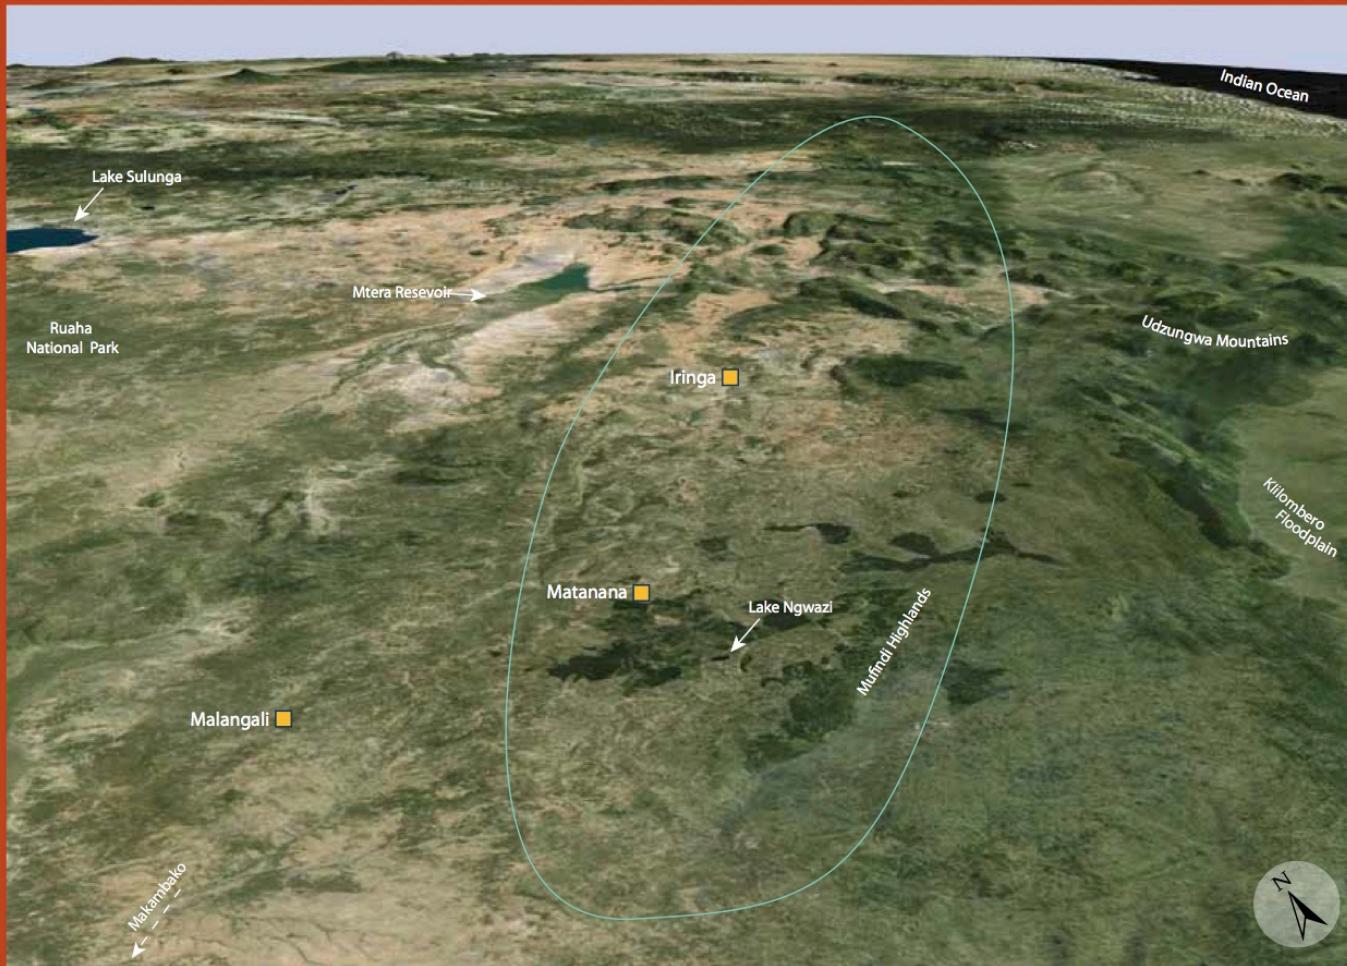 Indian Ocean
Lake Sulunga
Mtera Resevoir
Ruaha
National Park
Udzungwa Mountains
Iringa
Klilombero
Floodplain
Matanana
Lake Ngwazi
Mufindi Highlands
Malangali
Makambako
N